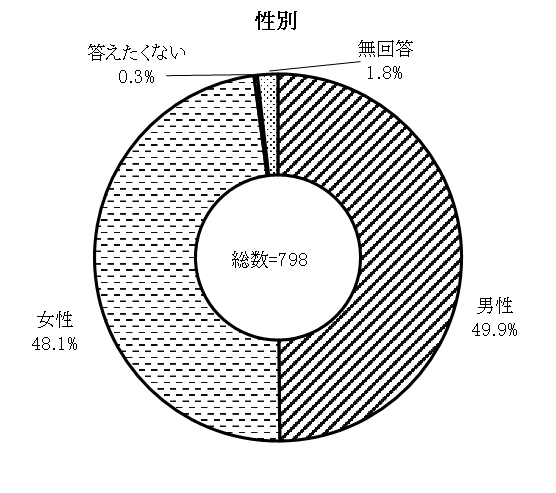 性別
答えたくない
0.3%
無回答
1.8%
総数=798
男性
49.9%
女性
48.1%